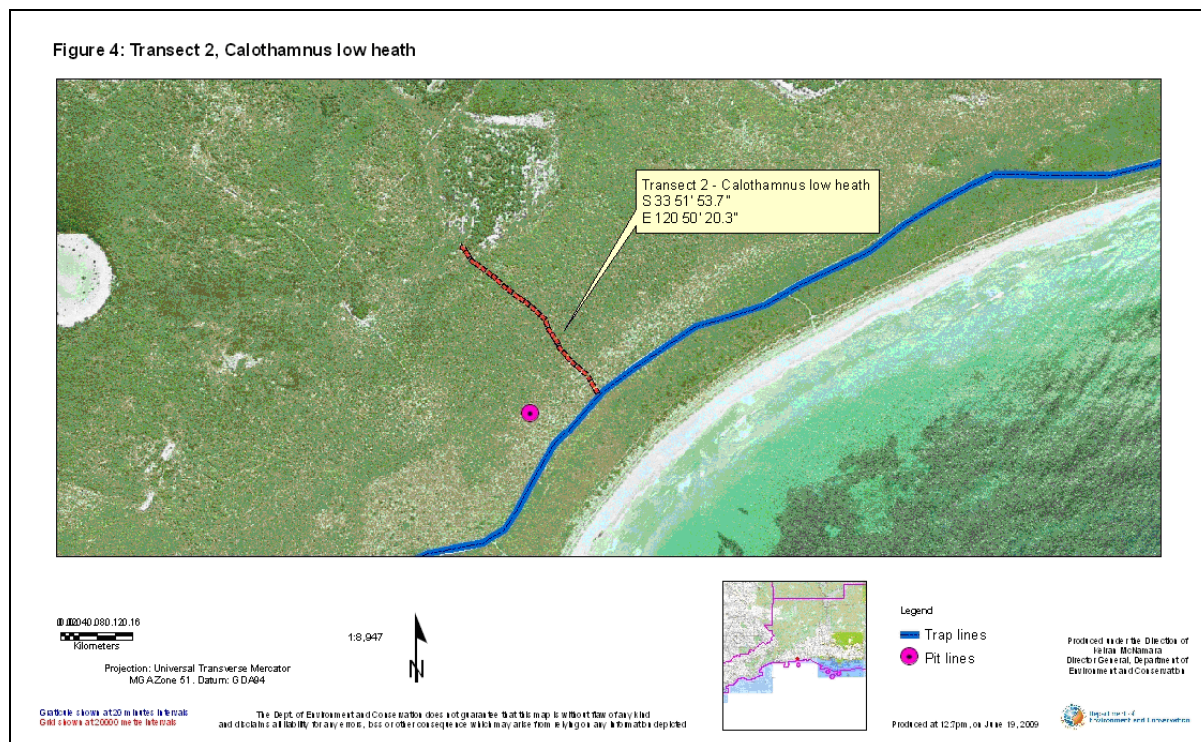 Figure 4: Transect 2, Calothamnus low heath
Transect 2 - Calothamnus low heath
S 33 51' 53.7"
E 120 50' 20.3"
Kilometers
1:8,947
N
Projection: Universal Transverse Mercator
MGA Zone 51. Datum: GDA94
Graticule shown at 20 minutes intervals
Grid shown at 20000 metre intervals
The Dept. of Environment and Conservation does not guarantee that this map is without flaw of any kind
and disclaims all liability for any errors, loss or other consequence which may arise from relying on any information depicted
Legend
Trap lines
Pit lines
Produced under the Direction of
Keiran McNamara
Director General, Department of
Environment and Conservation
Produced at 12:7pm, on June 19, 2009
Department of
Environment and Conservation